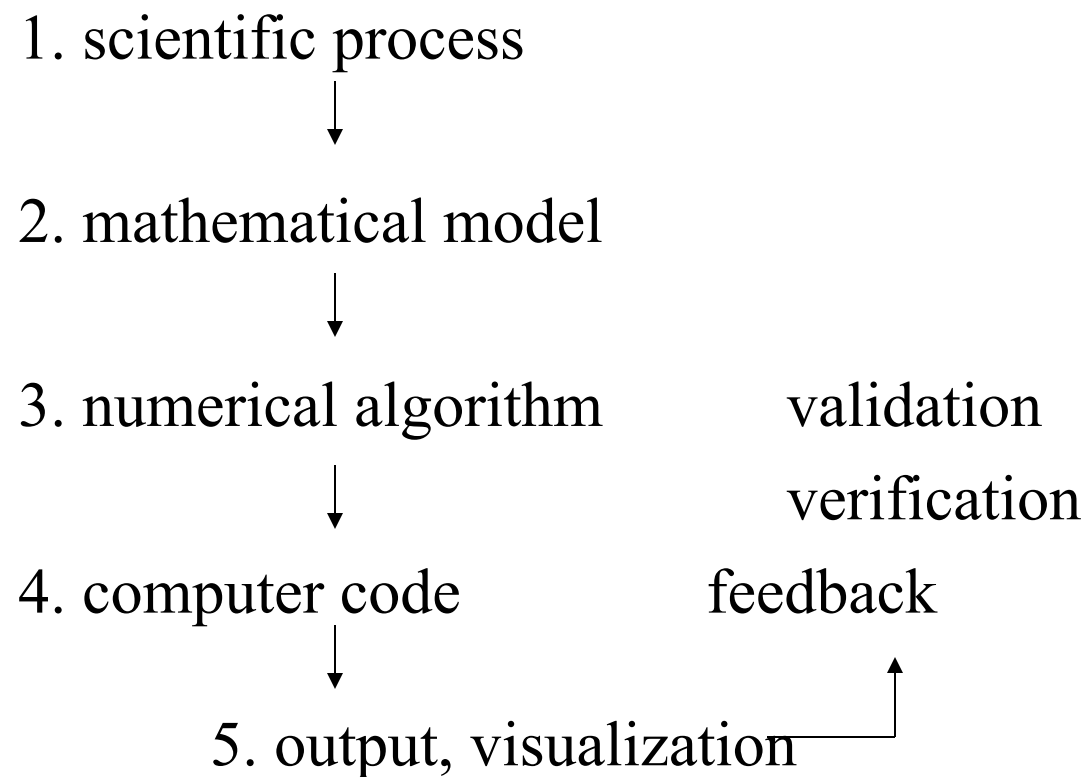 1. scientific process
2. mathematical model
3. numerical algorithm
validation
verification
4. computer code
feedback
5. output, visualization